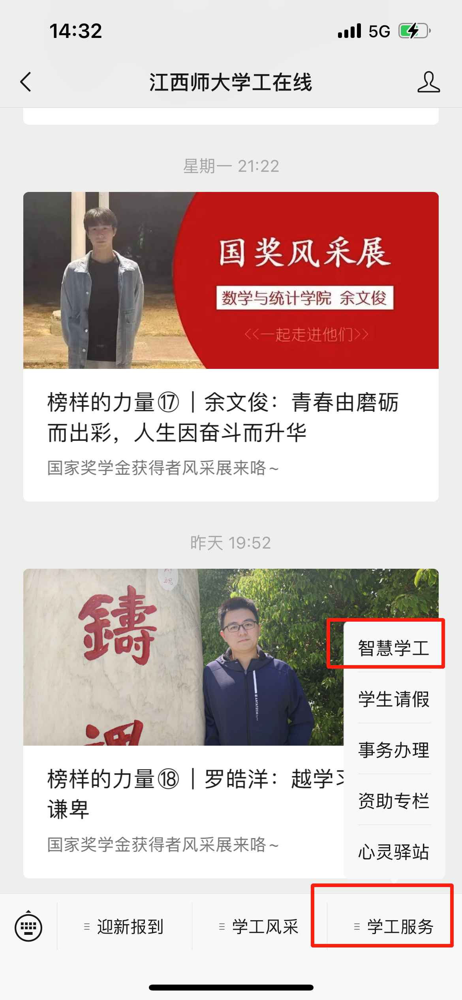 14:32
5G
江西师大学工在线
星期一 21:22
国奖风采展
数学与统计学院 余文俊
<<一起走进他们>>
榜样的力量⑰｜余文俊：青春由磨砺
而出彩，人生因奋斗而升华
国家奖学金获得者风采展来咯~
昨天 19:52
魂
鑄
ANTATECH
榜样的力量⑱｜罗皓洋：越学习
谦卑
国家奖学金获得者风采展来咯~
智慧学工
学生请假
事务办理
资助专栏
心灵驿站
迎新报到
学工风采
学工服务